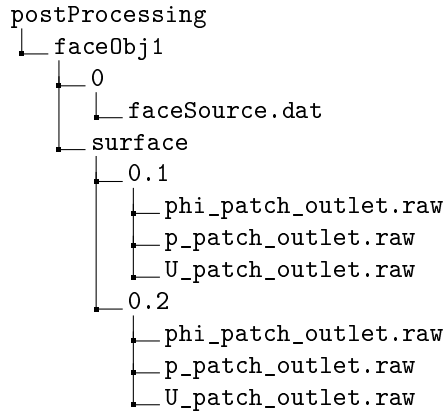 postProcessing
faceObj1
0
faceSource.dat
surface
0.1
phi_patch_outlet.raw
p_patch_outlet.raw
U_patch_outlet.raw
0.2
phi_patch_outlet.raw
p_patch_outlet.raw
U_patch_outlet.raw